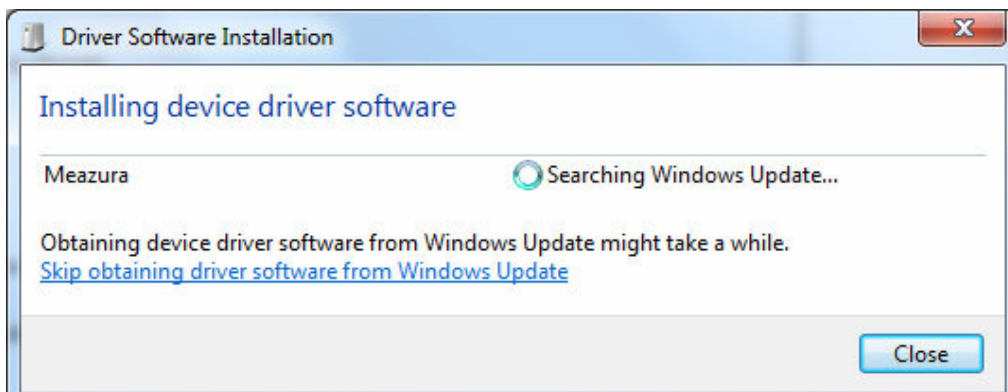 Driver Software Installation
Installing device driver software
Meazura Searching Windows Update...
Obtaining device driver software from Windows Update might take a while.
Skip obtaining driver software from Windows Update
Close